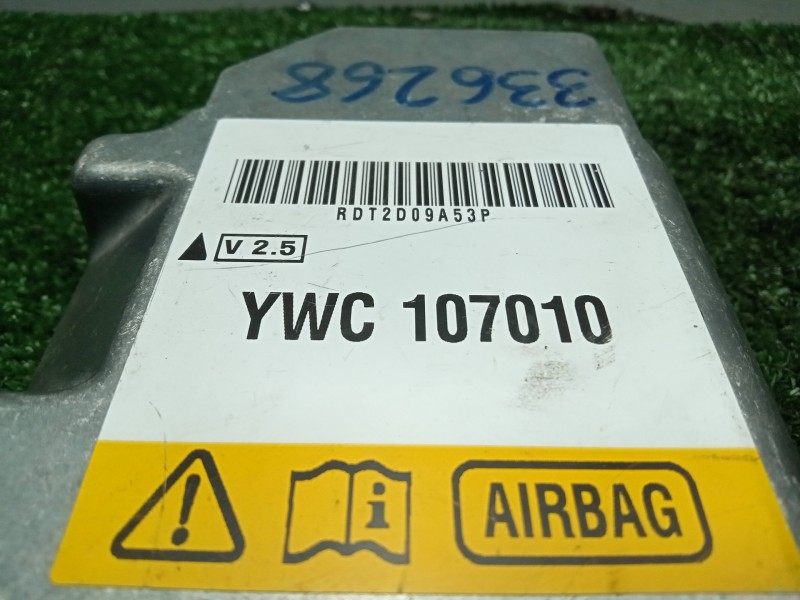 336268
RDT2D09A53P
V 2.5
YWC 107010
AIRBAG